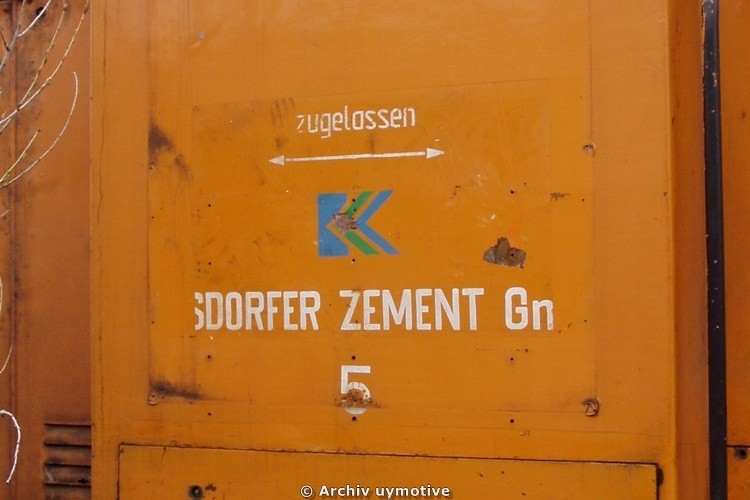 zugelassen
SDORFER ZEMENT Gn
5
© Archiv uymotive